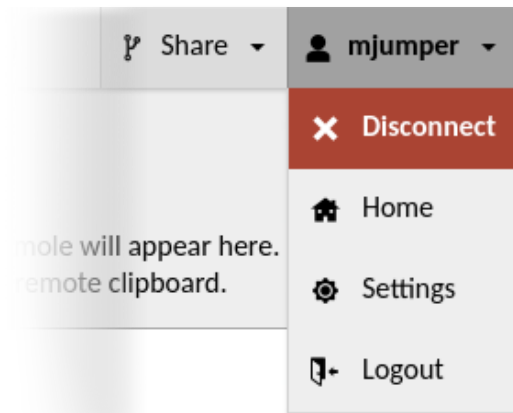 Share
mjumper
Disconnect
Home
mole will appear here.
remote clipboard.
Settings
Logout